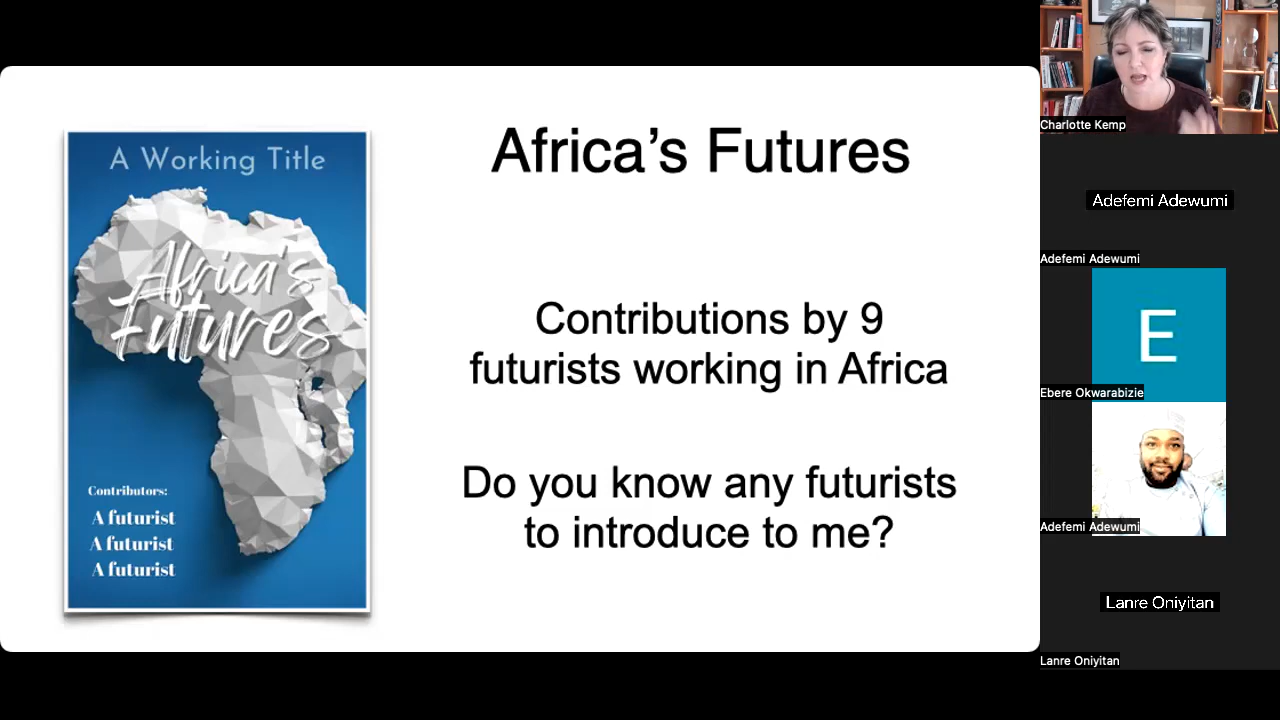 A Working Title
Africa's
Futures
Contributors:
A futurist
A futurist
A futurist
Africa’s Futures
Contributions by 9
futurists working in Africa
Do you know any futurists
to introduce to me?
Charlotte Kemp
Adefemi Adewumi
Adefemi Adewumi
E
Ebere Okwarabizie
Adefemi Adewumi
Lanre Oniyitan
Lanre Oniyitan